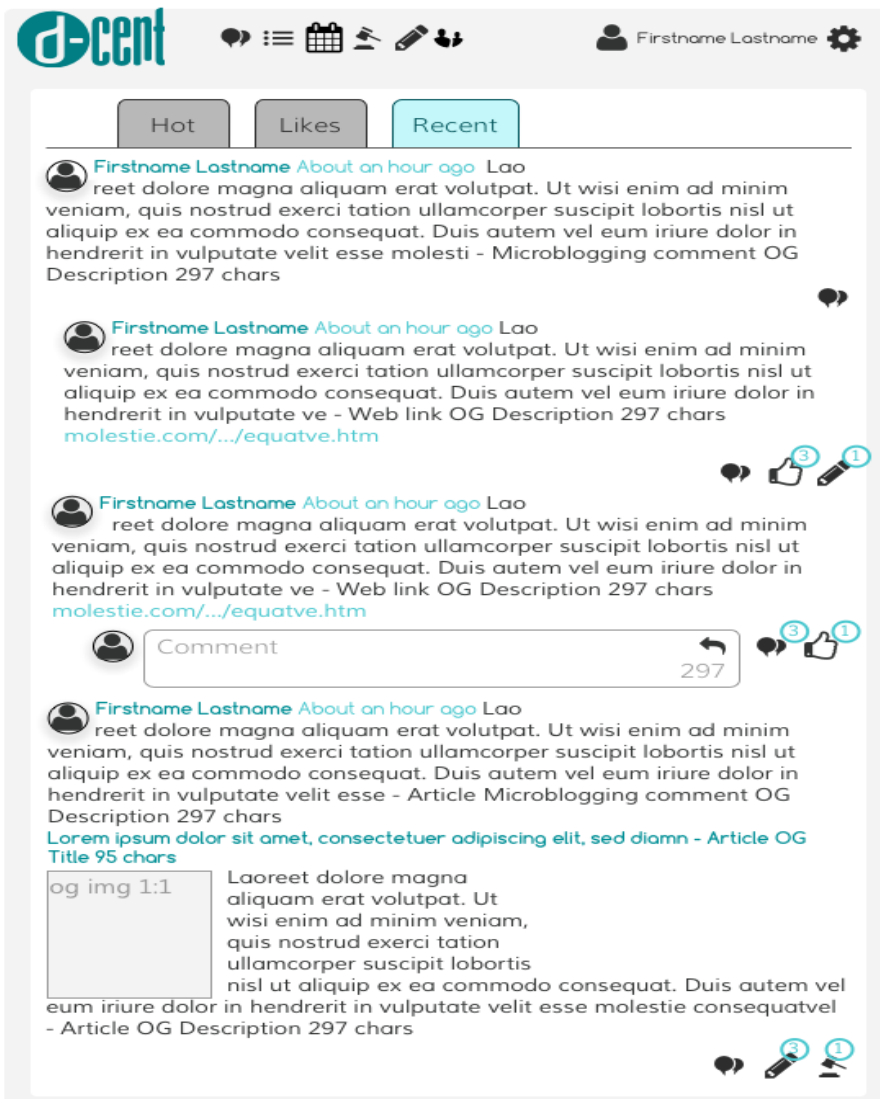 d-cent
Firstname Lastname
Hot
Likes
Recent
Firstname Lastname About an hour ago Lao
reet dolore magna aliquam erat volutpat. Ut wisi enim ad minim
veniam, quis nostrud exerci tation ullamcorper suscipit lobortis nisl ut
aliquip ex ea commodo consequat. Duis autem vel eum iriure dolor in
hendrerit in vulputate velit esse molesti - Microblogging comment OG
Description 297 chars
Firstname Lastname About an hour ago Lao
reet dolore magna aliquam erat volutpat. Ut wisi enim ad minim
veniam, quis nostrud exerci tation ullamcorper suscipit lobortis nisl ut
aliquip ex ea commodo consequat. Duis autem vel eum iriure dolor in
hendrerit in vulputate ve - Web link OG Description 297 chars
molestie.com/.../equatve.htm
3
1
Firstname Lastname About an hour ago Lao
reet dolore magna aliquam erat volutpat. Ut wisi enim ad minim
veniam, quis nostrud exerci tation ullamcorper suscipit lobortis nisl ut
aliquip ex ea commodo consequat. Duis autem vel eum iriure dolor in
hendrerit in vulputate ve - Web link OG Description 297 chars
molestie.com/.../equatve.htm
Comment
297
3
1
Firstname Lastname About an hour ago Lao
reet dolore magna aliquam erat volutpat. Ut wisi enim ad minim
veniam, quis nostrud exerci tation ullamcorper suscipit lobortis nisl ut
aliquip ex ea commodo consequat. Duis autem vel eum iriure dolor in
hendrerit in vulputate velit esse - Article Microblogging comment OG
Description 297 chars
Lorem ipsum dolor sit amet, consectetuer adipiscing elit, sed diamn - Article OG
Title 95 chars
og img 1:1
Laoreet dolore magna
aliquam erat volutpat. Ut
wisi enim ad minim veniam,
quis nostrud exerci tation
ullamcorper suscipit lobortis
nisl ut aliquip ex ea commodo consequat. Duis autem vel
eum iriure dolor in hendrerit in vulputate velit esse molestie consequatvel
- Article OG Description 297 chars
3
1